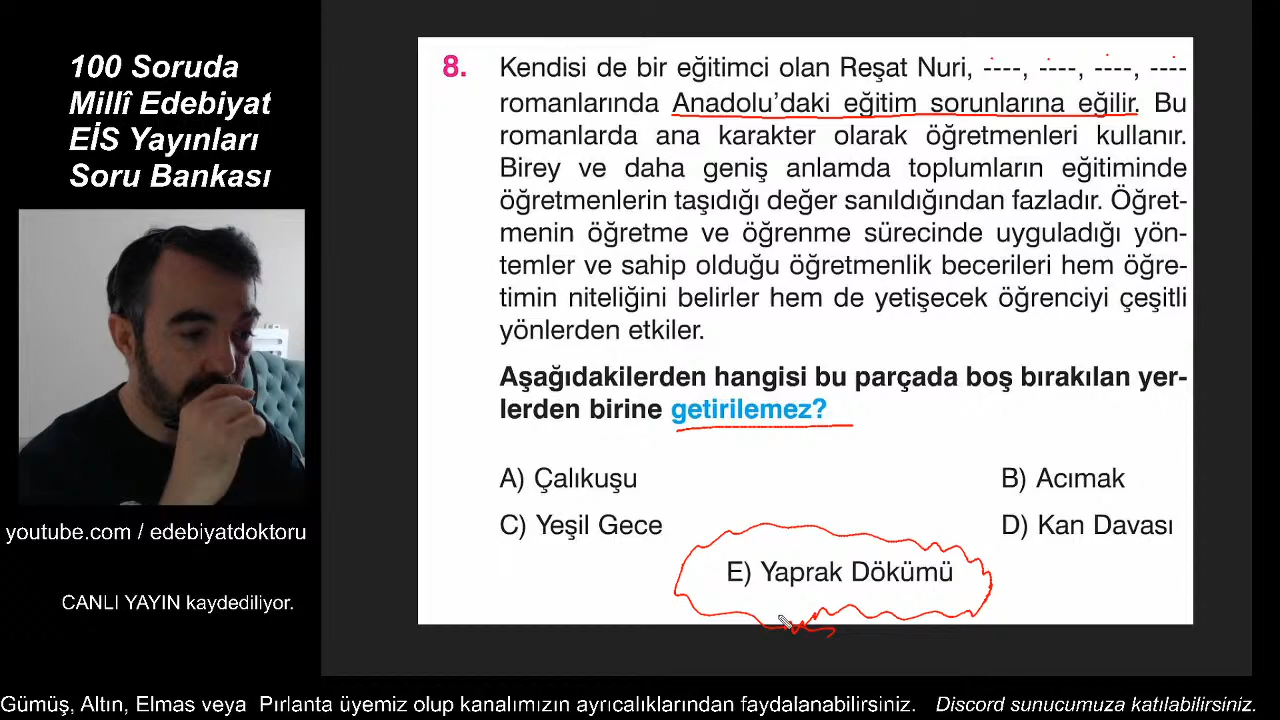 100 Soruda
Millî Edebiyat
EİS Yayınları
Soru Bankası
youtube.com / edebiyatdoktoru
CANLI YAYIN kaydediliyor.
8. Kendisi de bir eğitimci olan Reşat Nuri, ----, ----, ----, ----
romanlarında Anadolu’daki eğitim sorunlarına eğilir. Bu
romanlarda ana karakter olarak öğretmenleri kullanır.
Birey ve daha geniş anlamda toplumların eğitiminde
öğretmenlerin taşıdığı değer sanıldığından fazladır. Öğret-
menin öğretme ve öğrenme sürecinde uyguladığı yön-
temler ve sahip olduğu öğretmenlik becerileri hem öğre-
timin niteliğini belirler hem de yetişecek öğrenciyi çeşitli
yönlerden etkiler.
Aşağıdakilerden hangisi bu parçada boş bırakılan yer-
lerden birine getirilemez?
A) Çalıkuşu B) Acımak
C) Yeşil Gece D) Kan Davası
E) Yaprak Dökümü
Gümüş, Altın, Elmas veya Pırlanta üyemiz olup kanalımızın ayrıcalıklarından faydalanabilirsiniz. Discord sunucumuza katılabilirsiniz.